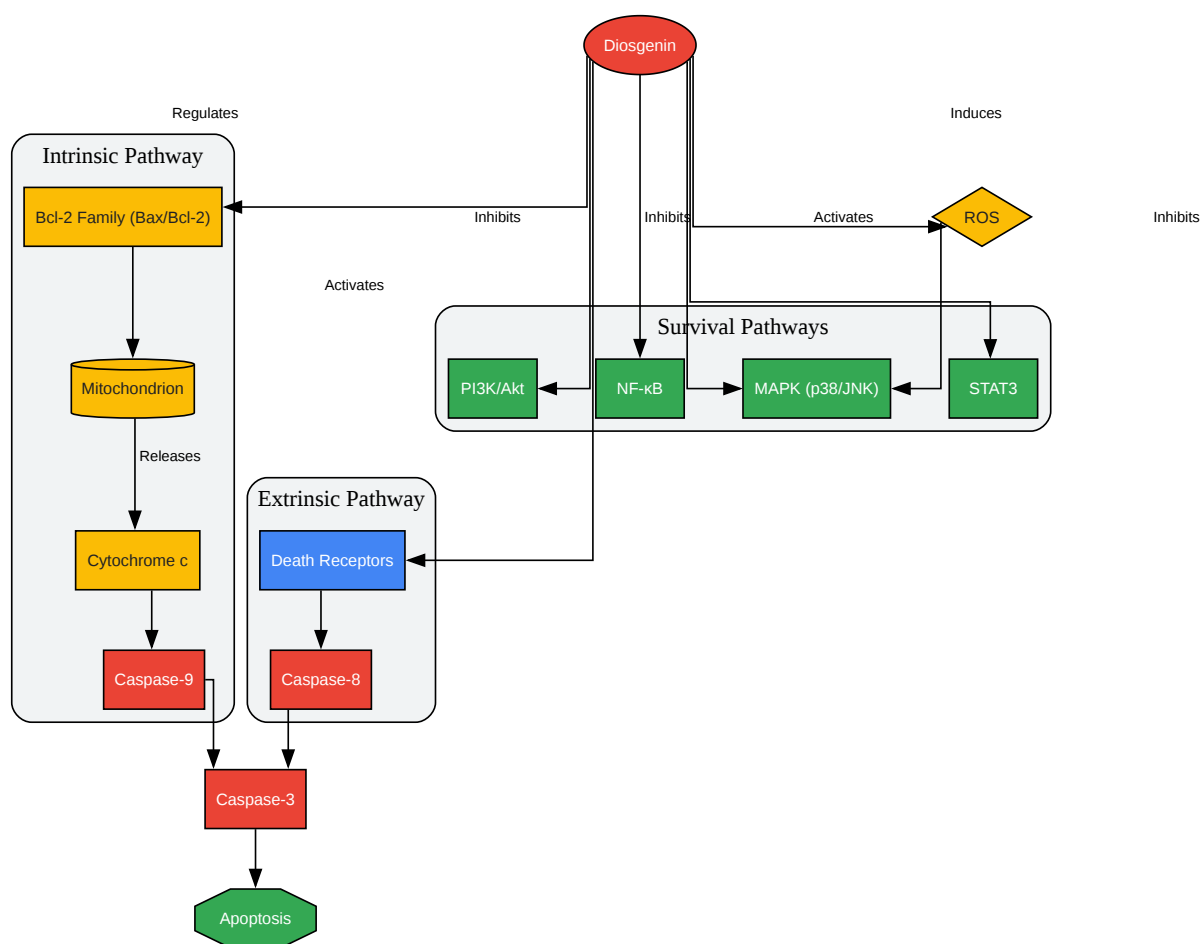 Diosgenin
Regulates
Induces
Intrinsic Pathway
Bcl-2 Family (Bax/Bcl-2)
Inhibits
Inhibits
Activates
ROS
Inhibits
Activates
Survival Pathways
Mitochondrion
PI3K/Akt
NF-κB
MAPK (p38/JNK)
STAT3
Releases
Extrinsic Pathway
Cytochrome c
Death Receptors
Caspase-9
Caspase-8
Caspase-3
Apoptosis